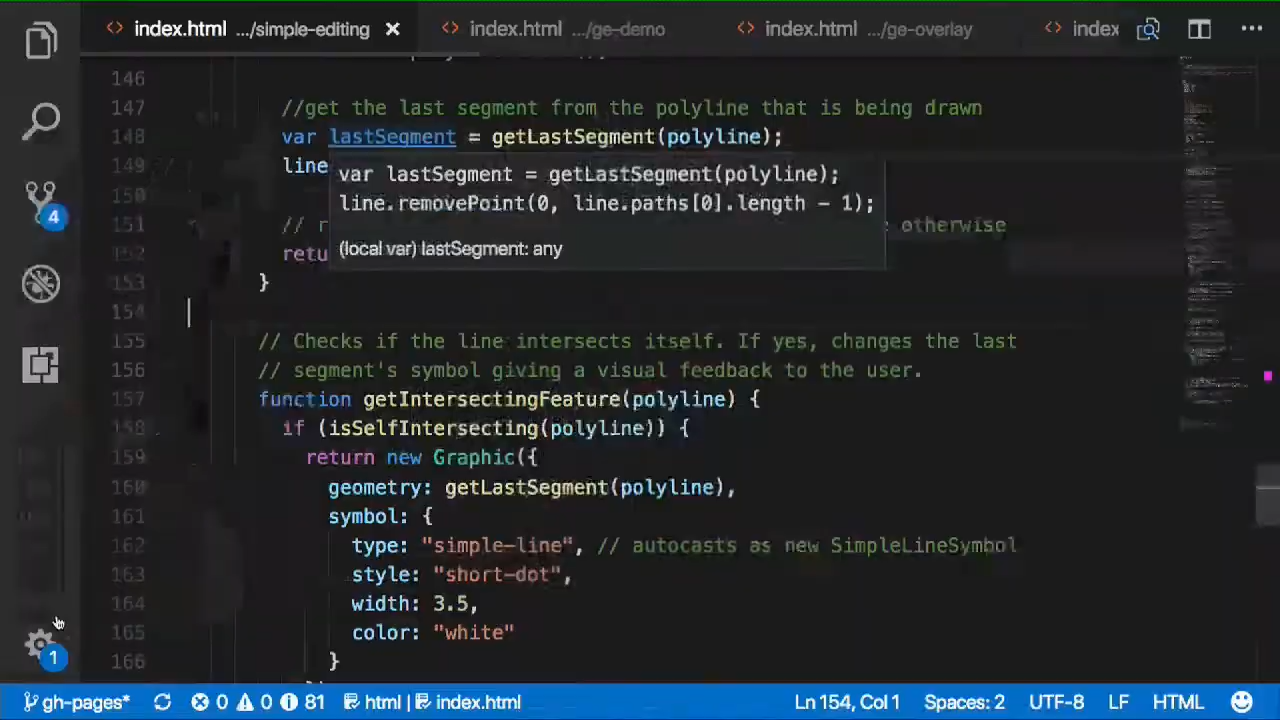 index.html .../simple-editing
index.html .../ge-demo
index.html .../ge-overlay
index
146
147 //get the last segment from the polyline that is being drawn
148 var lastSegment = getLastSegment(polyline);
149 line
var lastSegment = getLastSegment(polyline);
line.removePoint(0, line.paths[0].length - 1);
(local var) lastSegment: any
150
151 // r otherwise
152 retu
153 }
154
155 // Checks if the line intersects itself. If yes, changes the last
156 // segment's symbol giving a visual feedback to the user.
157 function getIntersectingFeature(polyline) {
158 if (isSelfIntersecting(polyline)) {
159 return new Graphic({
160 geometry: getLastSegment(polyline),
161 symbol: {
162 type: "simple-line", // autocasts as new SimpleLineSymbol
163 style: "short-dot",
164 width: 3.5,
165 color: "white"
166 }
4
1
gh-pages* 0 0 81 html | index.html Ln 154, Col 1 Spaces: 2 UTF-8 LF HTML